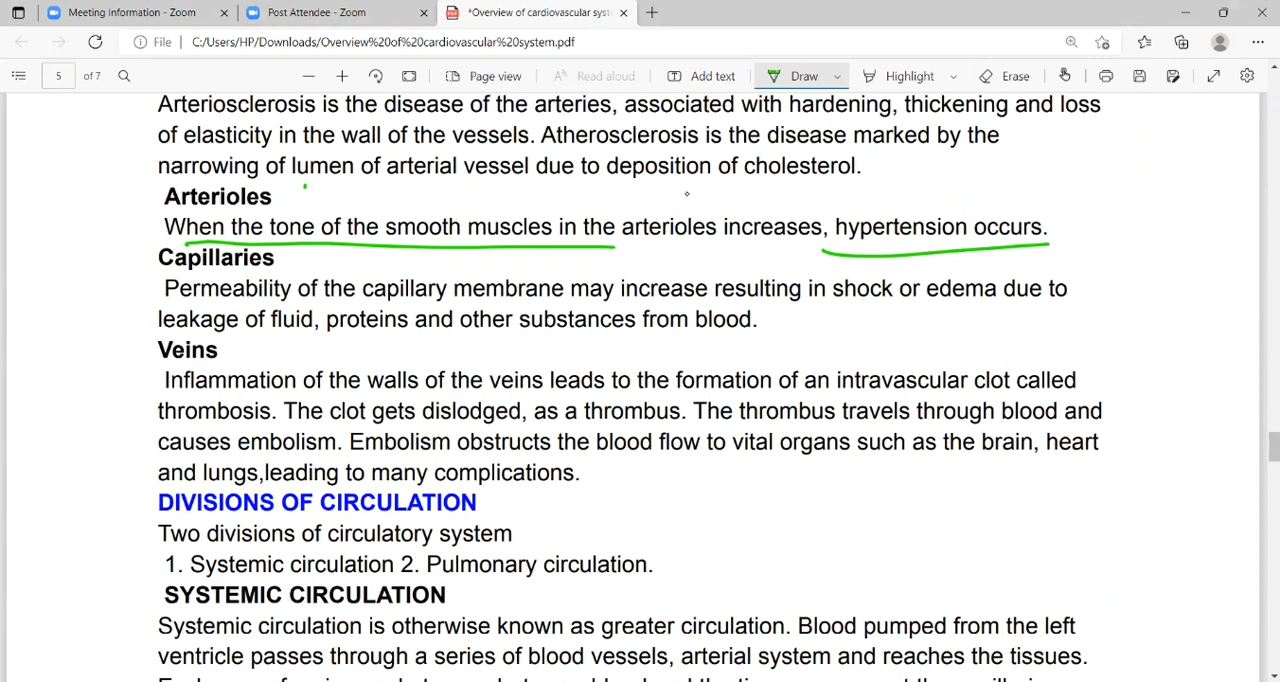 Meeting Information - Zoom
Post Attendee - Zoom
*Overview of cardiovascular syst
File
C:/Users/HP/Downloads/Overview%20of%20cardiovascular%20system.pdf
5 of 7
Page view
Read aloud
Add text
Draw
Highlight
Erase
Arteriosclerosis is the disease of the arteries, associated with hardening, thickening and loss
of elasticity in the wall of the vessels. Atherosclerosis is the disease marked by the
narrowing of lumen of arterial vessel due to deposition of cholesterol.
Arterioles
When the tone of the smooth muscles in the arterioles increases, hypertension occurs.
Capillaries
Permeability of the capillary membrane may increase resulting in shock or edema due to
leakage of fluid, proteins and other substances from blood.
Veins
Inflammation of the walls of the veins leads to the formation of an intravascular clot called
thrombosis. The clot gets dislodged, as a thrombus. The thrombus travels through blood and
causes embolism. Embolism obstructs the blood flow to vital organs such as the brain, heart
and lungs,leading to many complications.
DIVISIONS OF CIRCULATION
Two divisions of circulatory system
1. Systemic circulation 2. Pulmonary circulation.
SYSTEMIC CIRCULATION
Systemic circulation is otherwise known as greater circulation. Blood pumped from the left
ventricle passes through a series of blood vessels, arterial system and reaches the tissues.